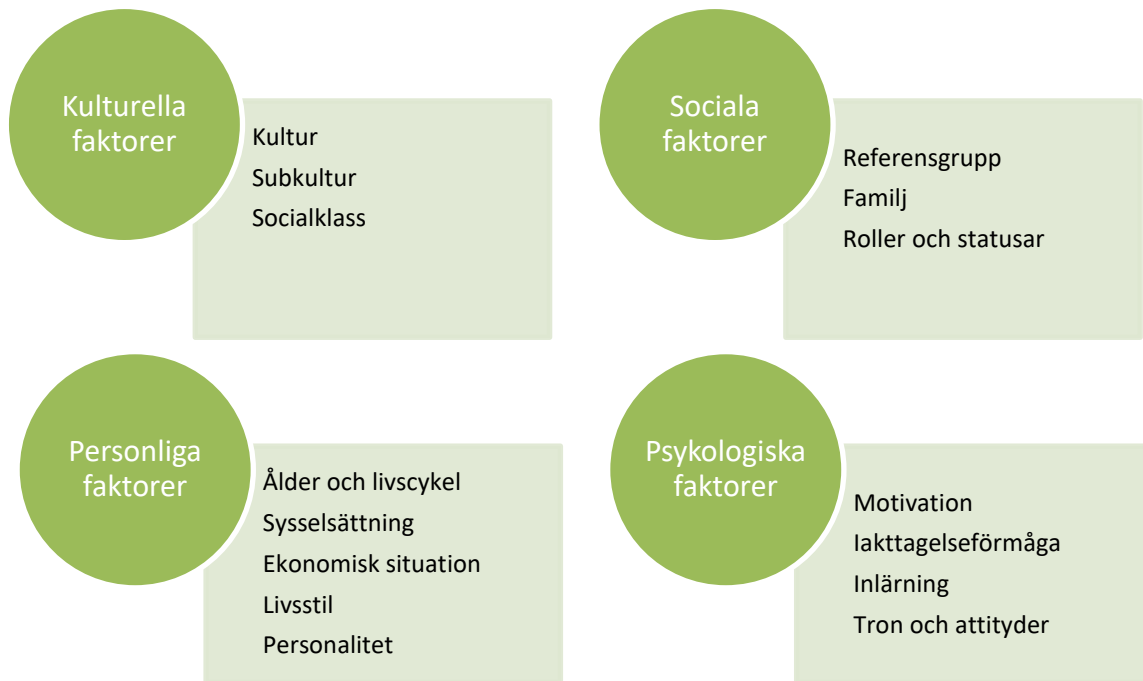 Kulturella
faktorer
Kultur
Subkultur
Socialklass
Sociala
faktorer
Referensgrupp
Familj
Roller och statusar
Personliga
faktorer
Ålder och livscykel
Sysselsättning
Ekonomisk situation
Livsstil
Personalitet
Psykologiska
faktorer
Motivation
Iakttagelseförmåga
Inlärning
Tron och attityder